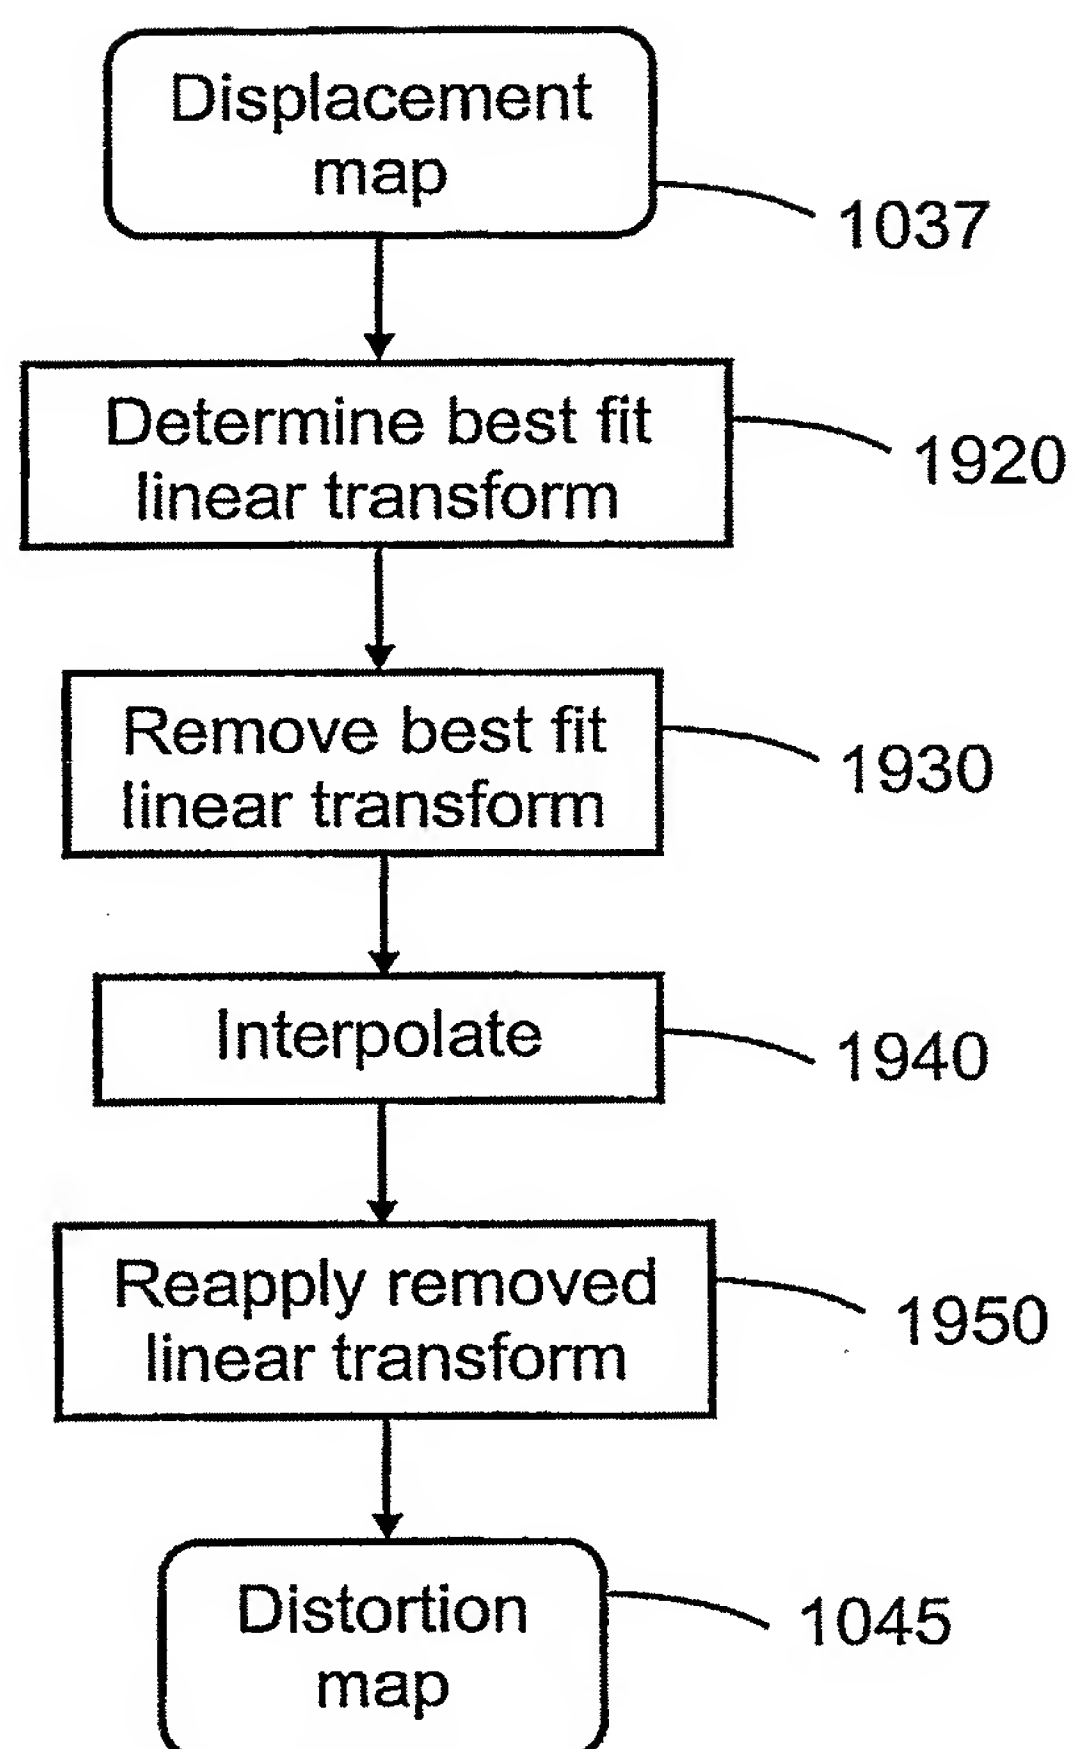 Displacement
map
1037
Determine best fit
linear transform
1920
Remove best fit
linear transform
1930
Interpolate
1940
Reapply removed
linear transform
1950
Distortion
map
1045